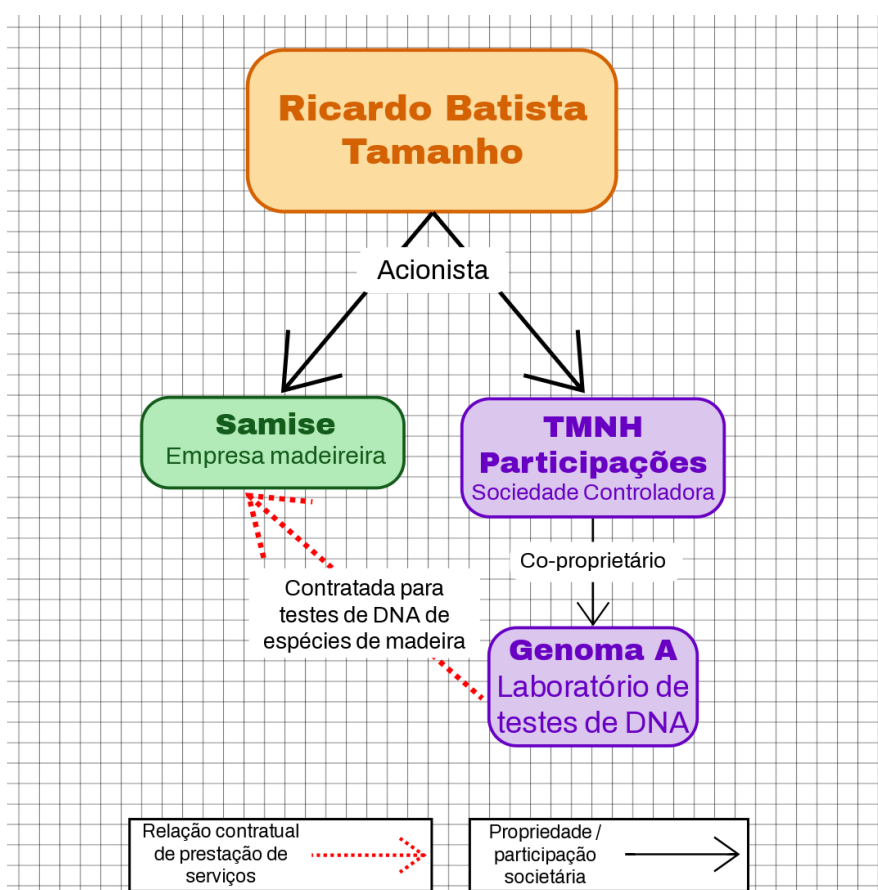 Ricardo Batista
Tamanho
Acionista
Samise
Empresa madeireira
TMNH
Participações
Sociedade Controladora
Co-proprietário
Contratada para
testes de DNA de
espécies de madeira
Genoma A
Laboratório de
testes de DNA
Relação contratual
de prestação de
serviços
Propriedade /
participação
societária